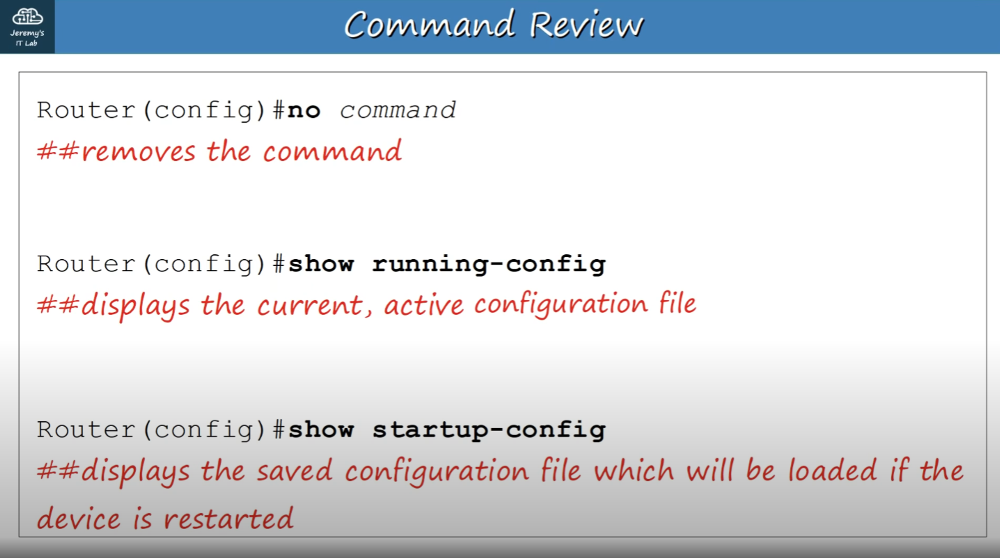 Jeremy's
IT Lab
Command Review
Router(config)#no command
##removes the command
Router(config)#show running-config
##displays the current, active configuration file
Router(config)#show startup-config
##displays the saved configuration file which will be loaded if the
device is restarted